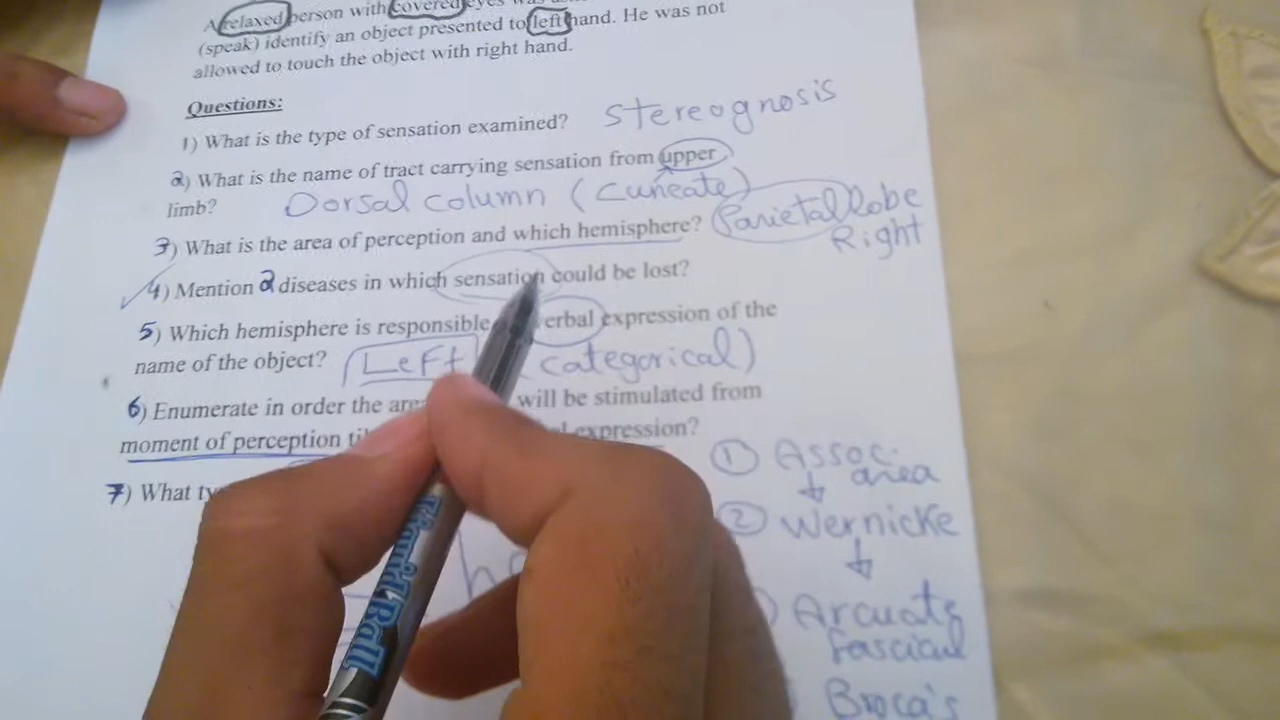 A relaxed person with covered eyes was
(speak) identify an object presented to left hand. He was not
allowed to touch the object with right hand.
Questions:
1) What is the type of sensation examined? Stereognosis
2) What is the name of tract carrying sensation from upper
limb? Dorsal column (Cuneate)
3) What is the area of perception and which hemisphere? Parietal lobe
Right
4) Mention 2 diseases in which sensation could be lost?
5) Which hemisphere is responsible erbal expression of the
name of the object? Left (categorical)
6) Enumerate in order the are will be stimulated from
moment of perception expression?
7) What ty
1 Assoc.
area
2 Wernicke
Arcuate
Fascicul
Broca's
Liquid Ball